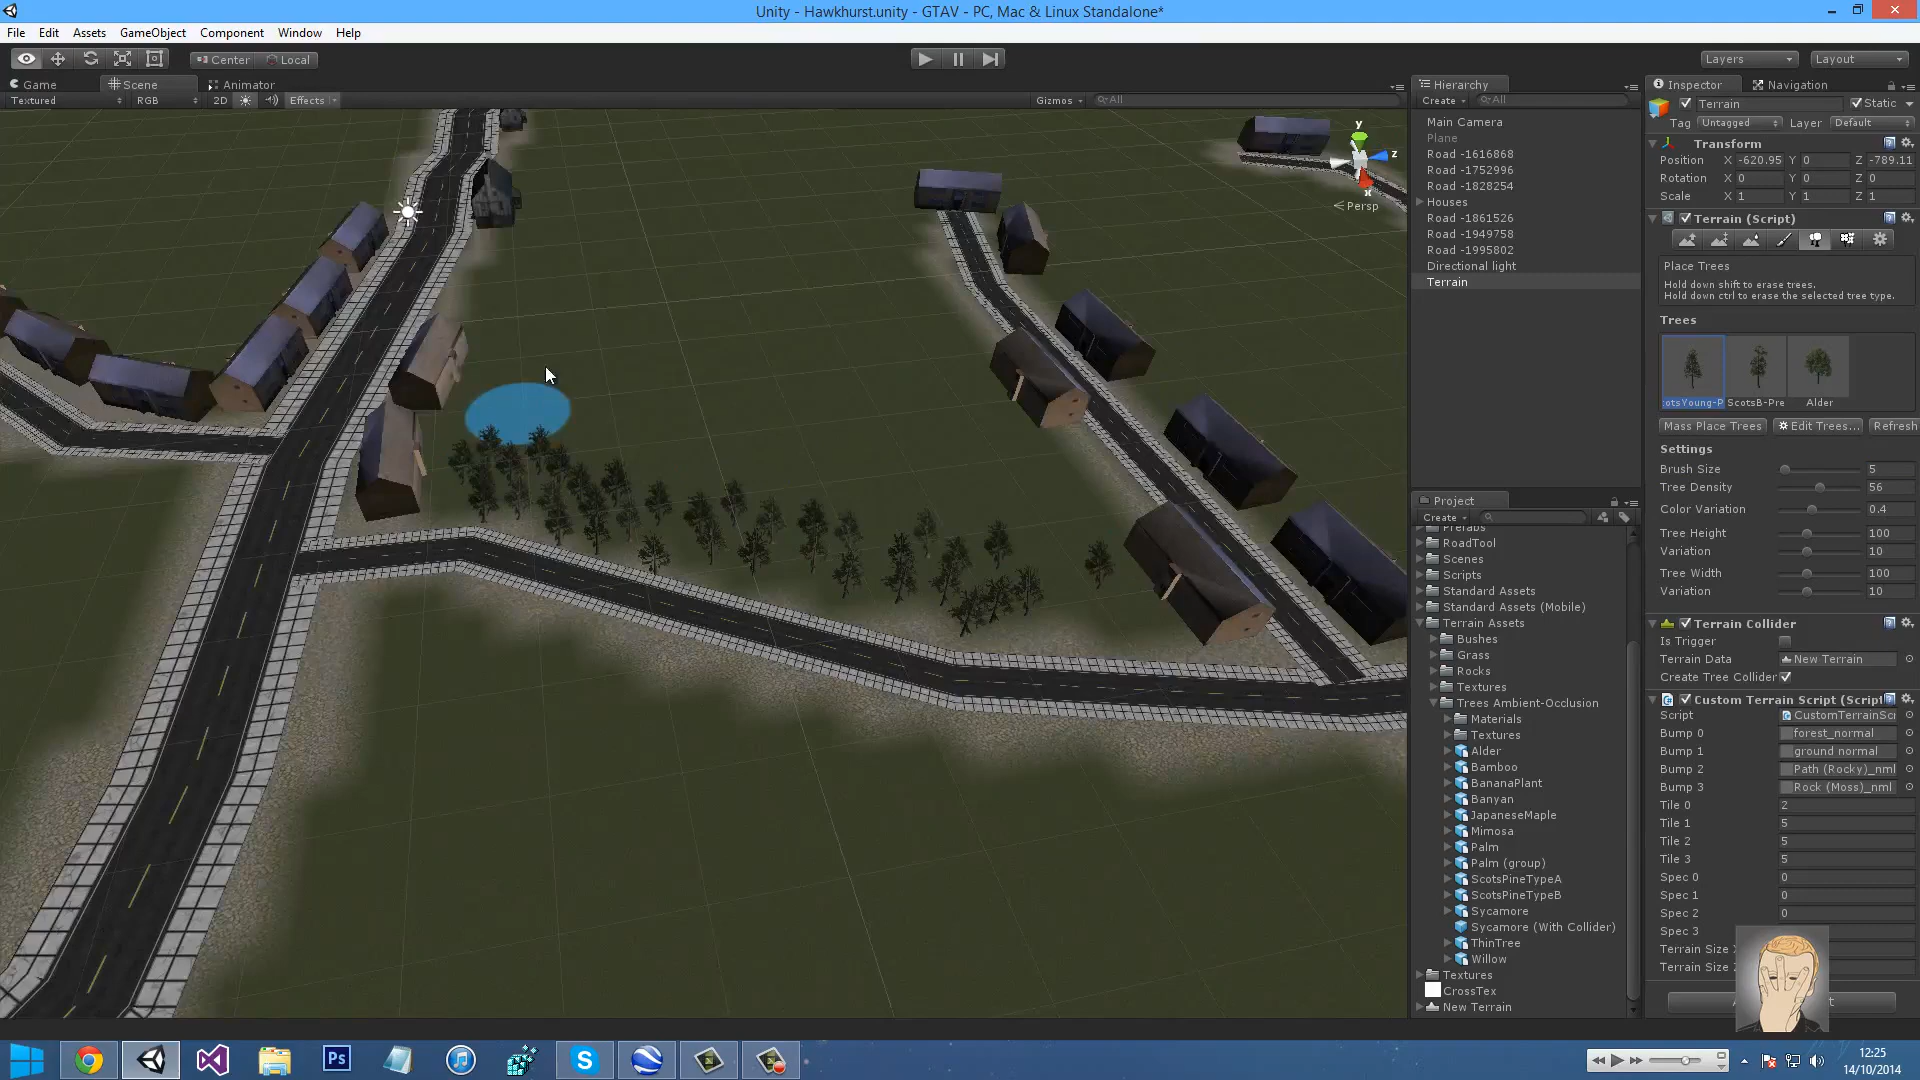 Unity - Hawkhurst.unity - GTAV - PC, Mac & Linux Standalone*
File Edit Assets GameObject Component Window Help
Center Local
Layers Layout
Game Scene Animator
Textured RGB 2D Effects Gizmos All
y
z
x
Persp
Hierarchy
Create All
Main Camera
Plane
Road -1616868
Road -1752996
Road -1828254
Houses
Road -1861526
Road -1949758
Road -1995802
Directional light
Terrain
Project
Create
Prefabs
RoadTool
Scenes
Scripts
Standard Assets
Standard Assets (Mobile)
Terrain Assets
Bushes
Grass
Rocks
Textures
Trees Ambient-Occlusion
Materials
Textures
Alder
Bamboo
BananaPlant
Banyan
JapaneseMaple
Mimosa
Palm
Palm (group)
ScotsPineTypeA
ScotsPineTypeB
Sycamore
Sycamore (With Collider)
ThinTree
Willow
Textures
CrossTex
New Terrain
Inspector Navigation
Terrain Static
Tag Untagged Layer Default
Transform
Position X -620.95 Y 0 Z -789.11
Rotation X 0 Y 0 Z 0
Scale X 1 Y 1 Z 1
Terrain (Script)
Place Trees
Hold down shift to erase trees.
Hold down ctrl to erase the selected tree type.
Trees
otsYoung-P ScotsB-Pre Alder
Mass Place Trees Edit Trees... Refresh
Settings
Brush Size 5
Tree Density 56
Color Variation 0.4
Tree Height 100
Variation 10
Tree Width 100
Variation 10
Terrain Collider
Is Trigger
Terrain Data New Terrain
Create Tree Collider
Custom Terrain Script (Script
Script CustomTerrainScr
Bump 0 forest_normal
Bump 1 ground normal
Bump 2 Path (Rocky)_nml
Bump 3 Rock (Moss)_nml
Tile 0 2
Tile 1 5
Tile 2 5
Tile 3 5
Spec 0 0
Spec 1 0
Spec 2 0
Spec 3
Terrain Size
Terrain Size
Ps
12:25
14/10/2014